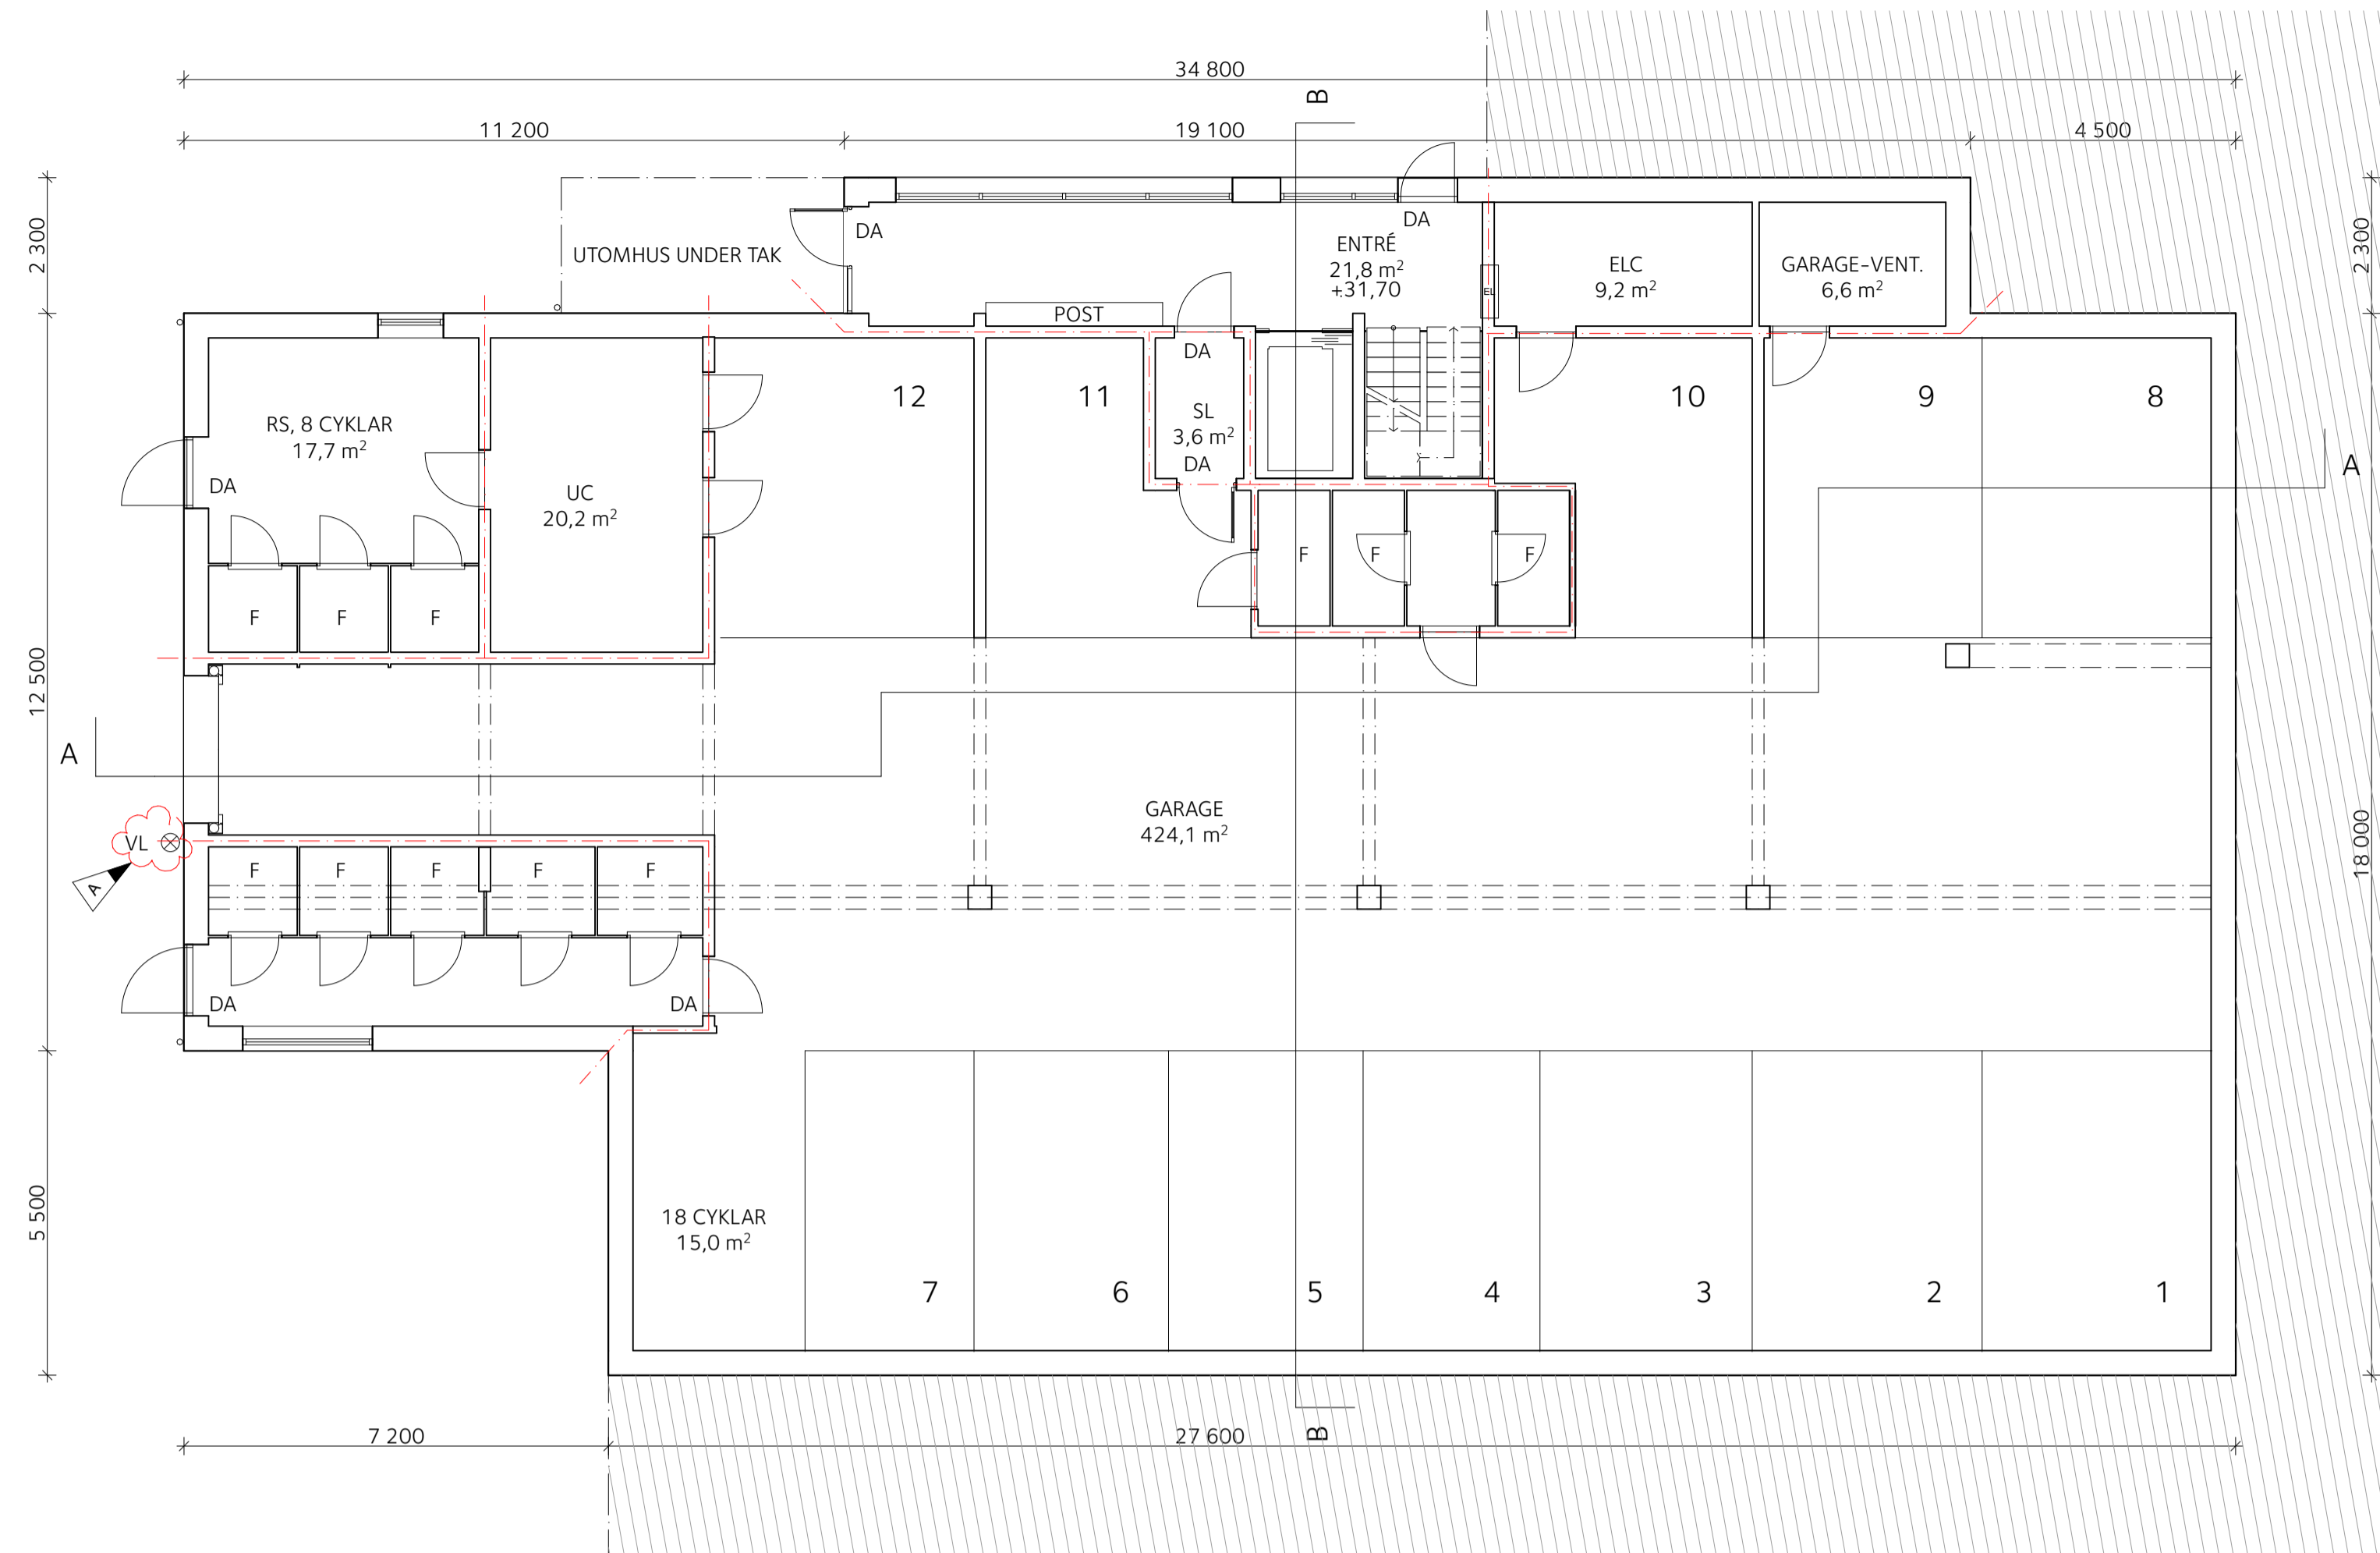 34 800
B
11 200
19 100
4 500
2 300
2 300
DA
DA
UTOMHUS UNDER TAK
ENTRÉ
21,8 m²
+31,70
ELC
9,2 m²
GARAGE-VENT.
6,6 m²
EL
POST
DA
12
11
10
9
8
RS, 8 CYKLAR
17,7 m²
SL
3,6 m²
DA
A
DA
UC
20,2 m²
F
F
F
F
F
F
12 500
A
GARAGE
424,1 m²
VL
A
18 000
F
F
F
F
F
DA
DA
5 500
18 CYKLAR
15,0 m²
7
6
5
4
3
2
1
7 200
27 600
B